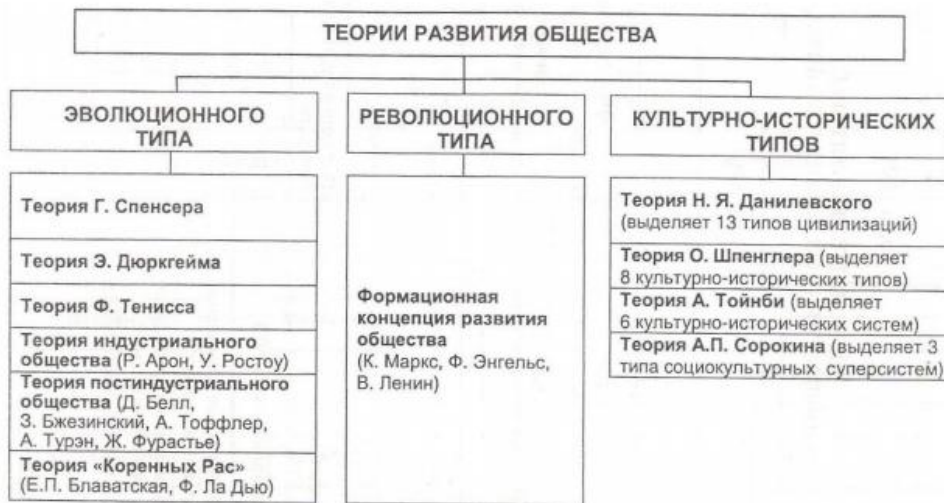 ТЕОРИИ РАЗВИТИЯ ОБЩЕСТВА
ЭВОЛЮЦИОННОГО
ТИПА
Теория Г. Спенсера
Теория Э. Дюркгейма
Теория Ф. Тенисса
Теория индустриального
общества (Р. Арон, У. Ростоу)
Теория постиндустриального
общества (Д. Белл,
З. Бжезинский, А. Тоффлер,
А. Турэн, Ж. Фурастье)
Теория «Коренных Рас»
(Е.П. Блаватская, Ф. Ла Дью)
РЕВОЛЮЦИОННОГО
ТИПА
Формационная
концепция развития
общества
(К. Маркс, Ф. Энгельс,
В. Ленин)
КУЛЬТУРНО-ИСТОРИЧЕСКИХ
ТИПОВ
Теория Н. Я. Данилевского
(выделяет 13 типов цивилизаций)
Теория О. Шпенглера (выделяет
8 культурно-исторических типов)
Теория А. Тойнби (выделяет
6 культурно-исторических систем)
Теория А.П. Сорокина (выделяет 3
типа социокультурных суперсистем)